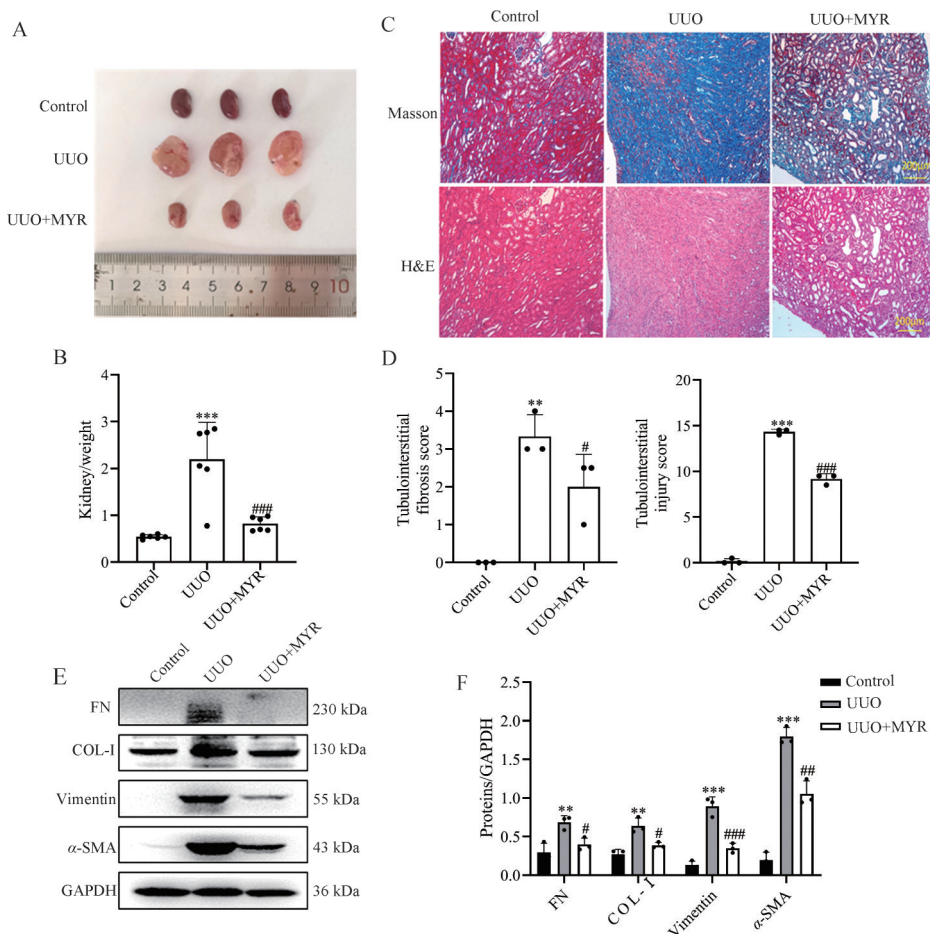 A
Control
UUO
UUO+MYR
1 2 3 4 5 6 7 8 9 10
C
Control UUO UUO+MYR
Masson
200μm
H&E
200μm
B
Kidney/weight
4
3
2
1
0
***
###
Control
UUO
UUO+MYR
D
Tubulointerstitial
fibrosis score
5
4
3
2
1
0
**
#
Control
UUO
UUO+MYR
Tubulointerstitial
injury score
20
15
10
5
0
***
###
Control
UUO
UUO+MYR
E
Control UUO UUO+MYR
FN 230 kDa
COL-I 130 kDa
Vimentin 55 kDa
α-SMA 43 kDa
GAPDH 36 kDa
F
Control
UUO
UUO+MYR
Proteins/GAPDH
2.5
2.0
1.5
1.0
0.5
0.0
** #
** #
*** ###
*** ##
FN
COL-I
Vimentin
α-SMA